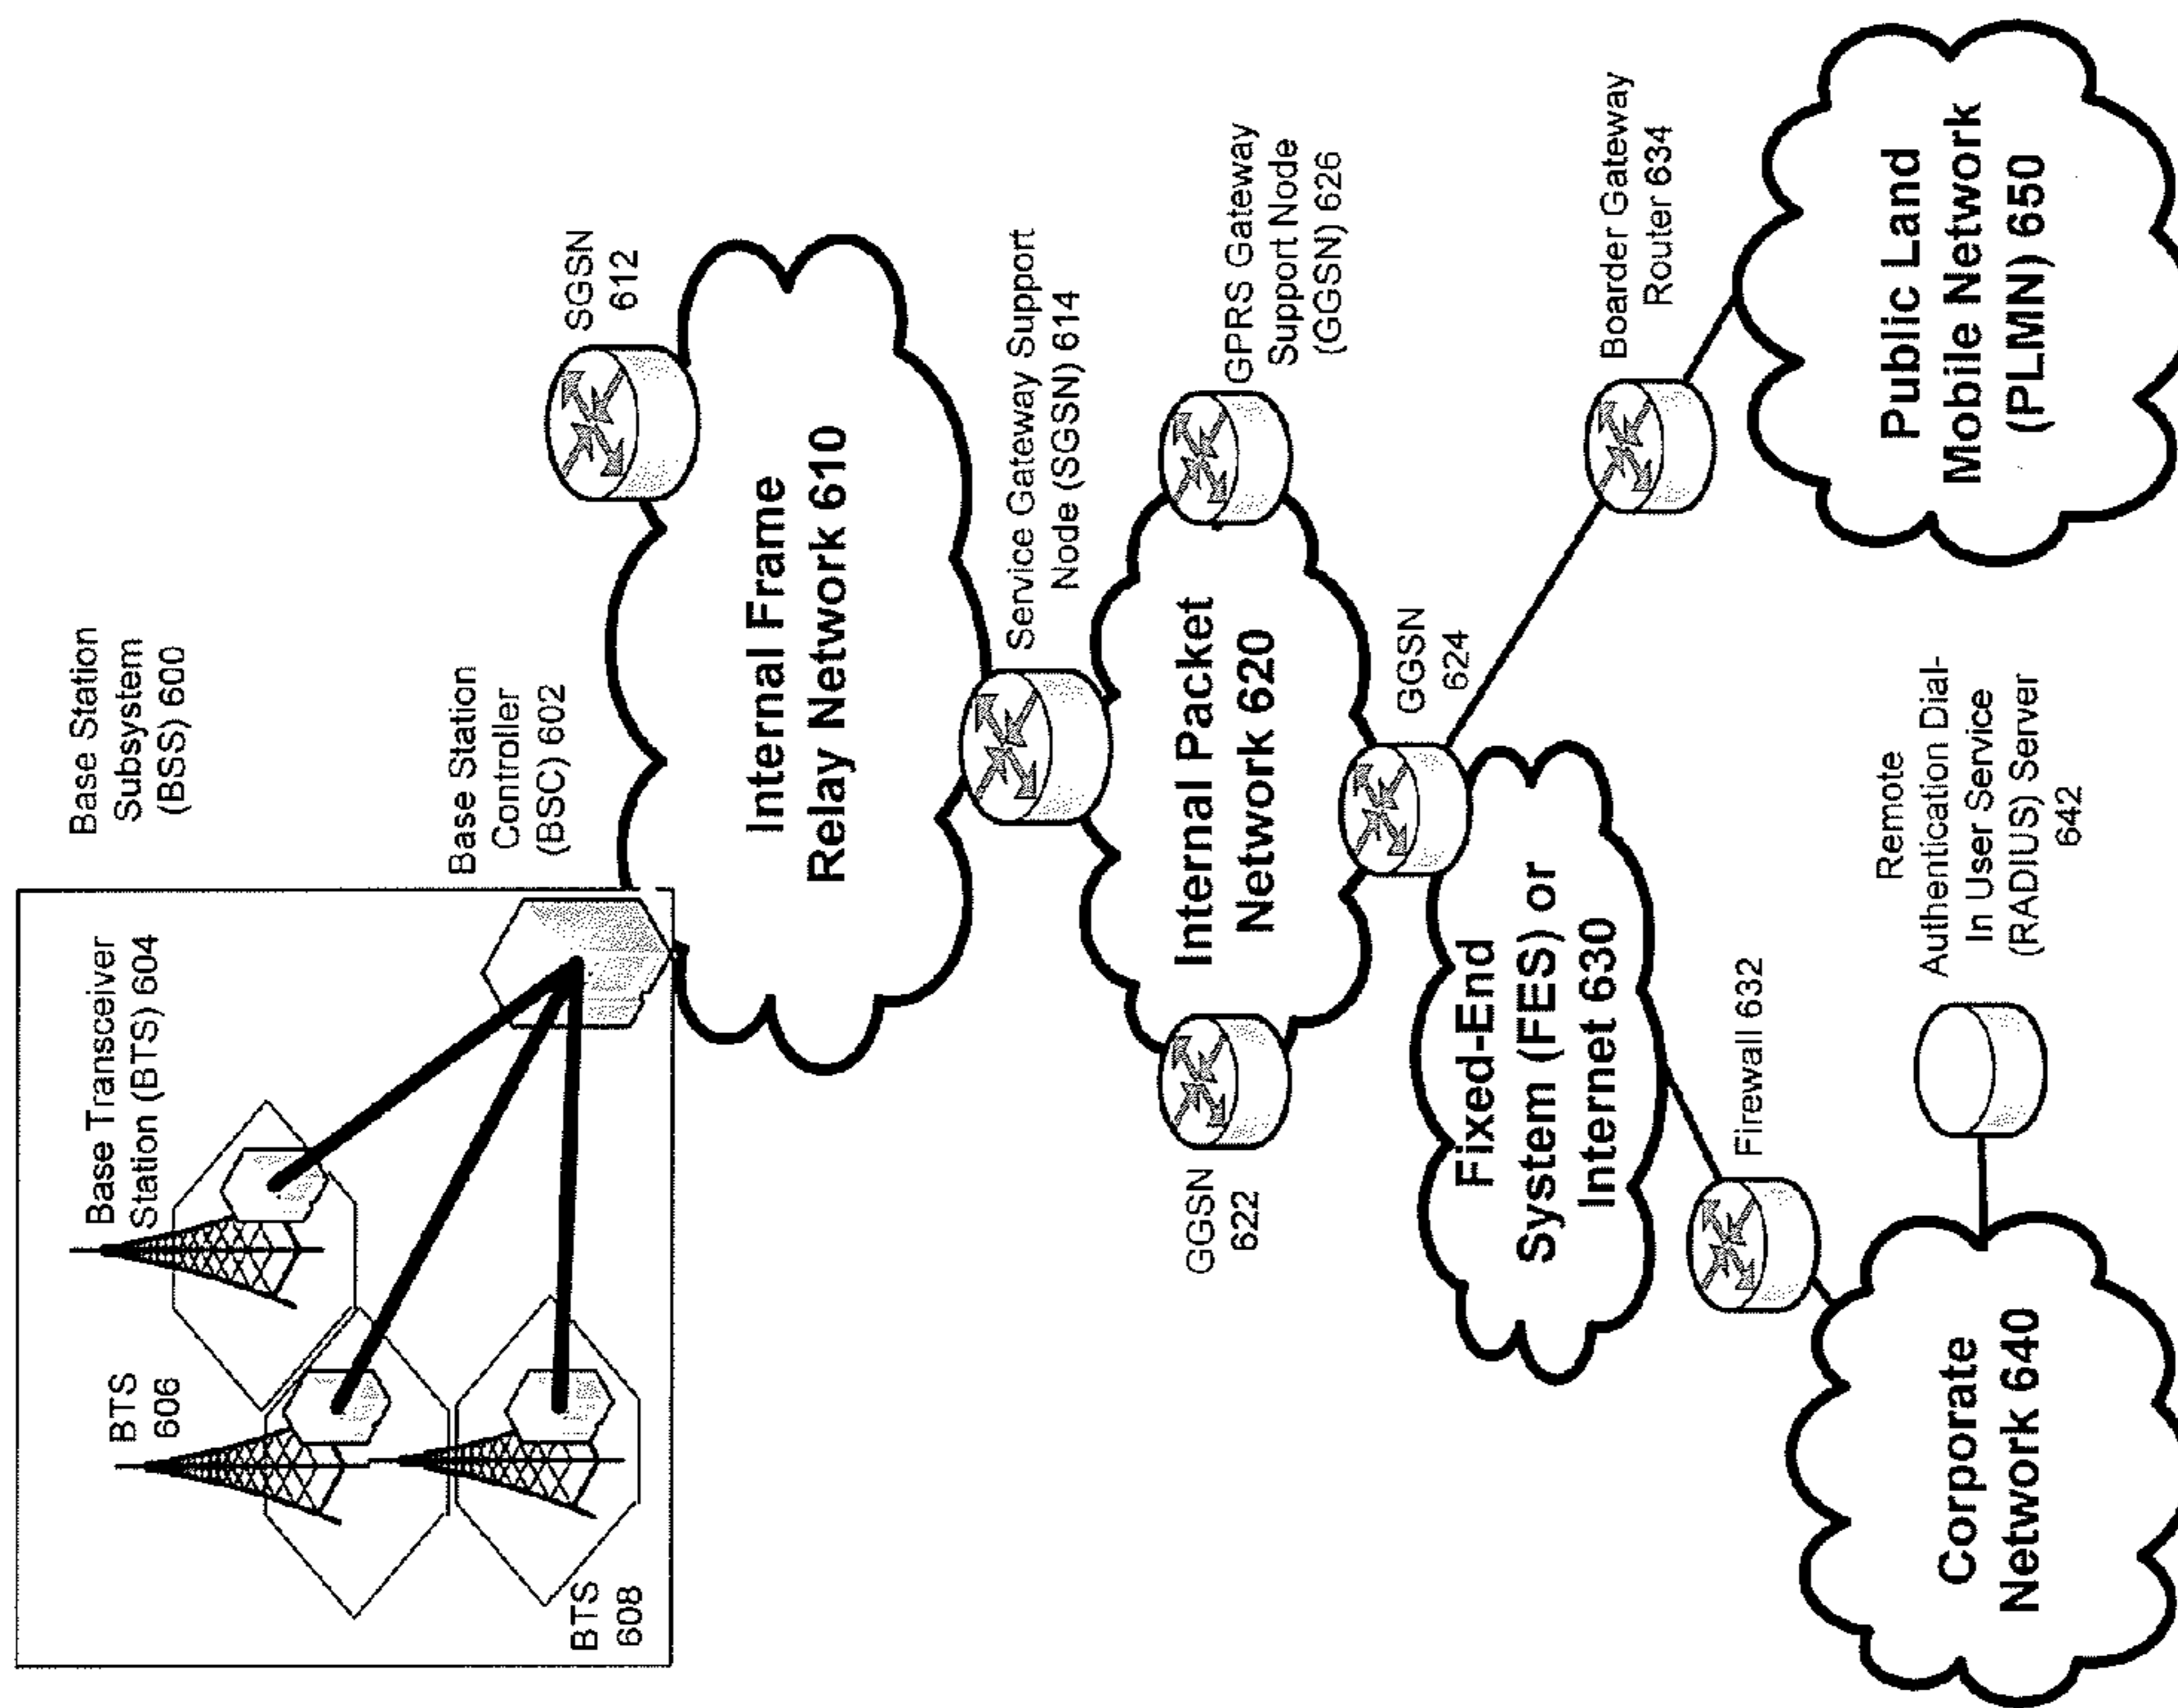 Base Station
Subsystem
(BSS) 600
Base Transceiver
Station (BTS) 604
BTS
606
BTS
608
Base Station
Controller
(BSC) 602
SGSN
612
Internal Frame
Relay Network 610
Service Gateway Support
Node (SGSN) 614
GPRS Gateway
Support Node
(GGSN) 626
Internal Packet
Network 620
GGSN
622
GGSN
624
Fixed-End
System (FES) or
Internet 630
Boarder Gateway
Router 634
Firewall 632
Remote
Authentication Dial-
In User Service
(RADIUS) Server
642
Public Land
Mobile Network
(PLMN) 650
Corporate
Network 640